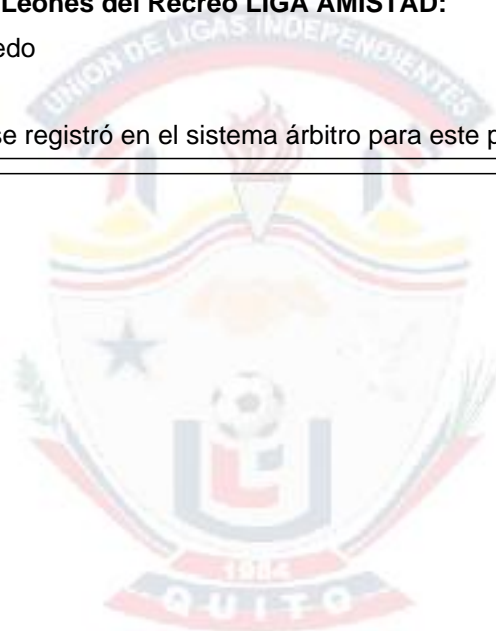 Leones del Recreo LIGA AMISTAD:
edo
se registró en el sistema árbitro para este p
UNION DE LIGAS INDEPENDIENTES
1984
QUITO